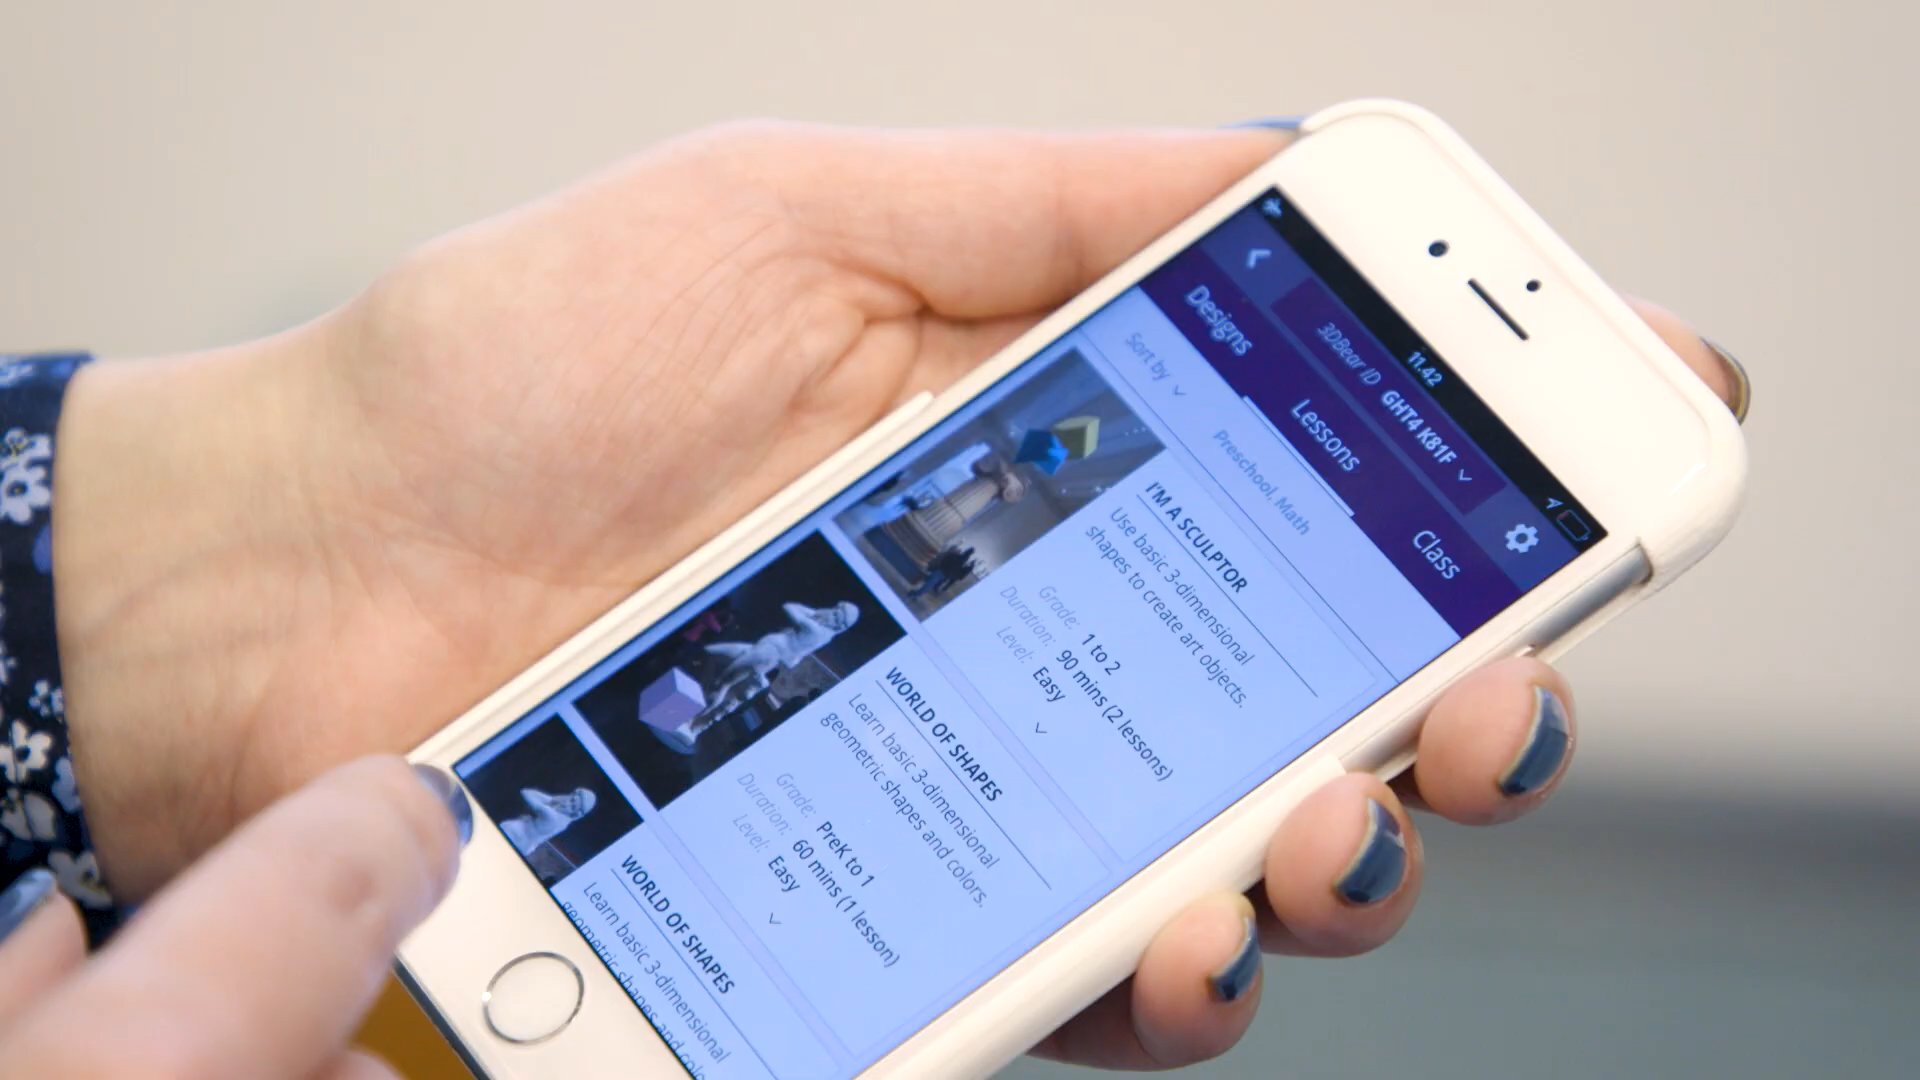 11.42
3DBear ID GHT4 K81F
Designs Lessons Class
Sort by Preschool, Math
I'M A SCULPTOR
Use basic 3-dimensional
shapes to create art objects.
Grade: 1 to 2
Duration: 90 mins (2 lessons)
Level: Easy
WORLD OF SHAPES
Learn basic 3-dimensional
geometric shapes and colors.
Grade: PreK to 1
Duration: 60 mins (1 lesson)
Level: Easy
WORLD OF SHAPES
Learn basic 3-dimensional
geometric shapes and